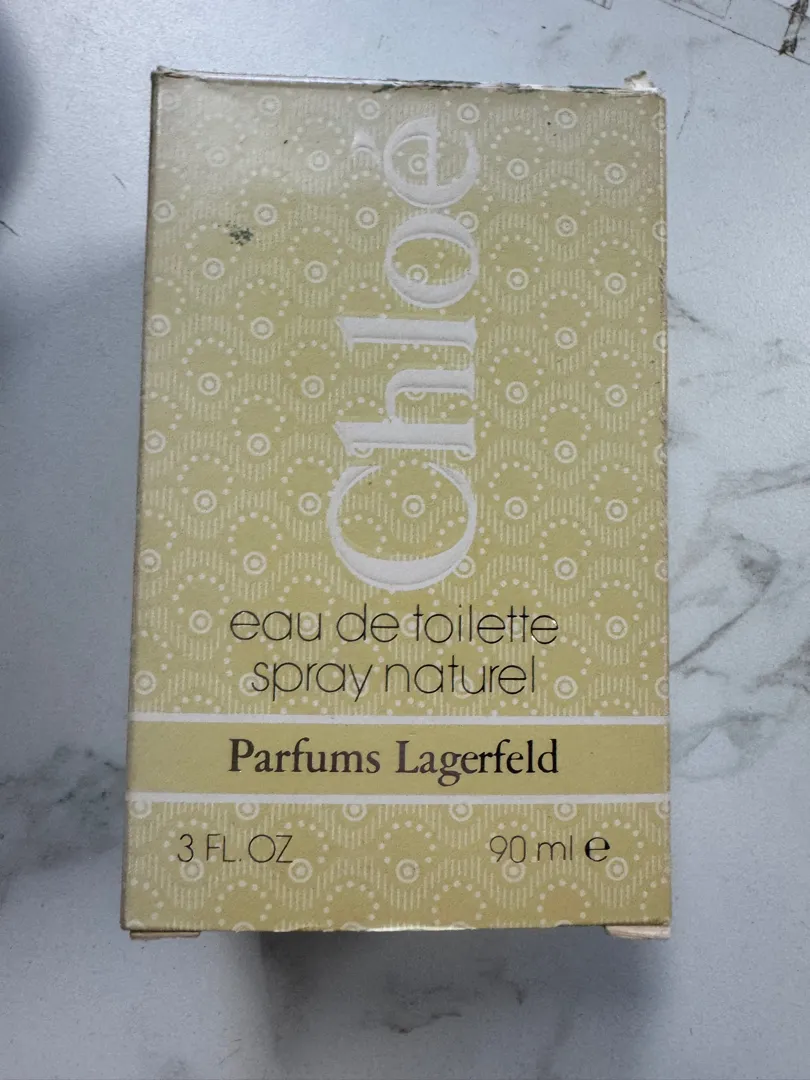 Chloé
eau de toilette
spray naturel
Parfums Lagerfeld
3 FL.OZ
90 ml ℮